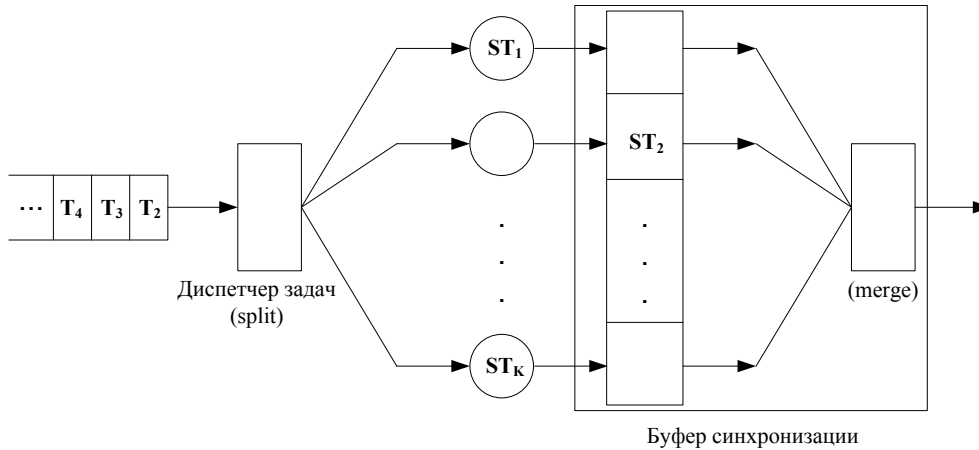 ST₁
ST₂
... T₄ T₃ T₂
. . .
. . .
Диспетчер задач
(split)
(merge)
STₖ
Буфер синхронизации